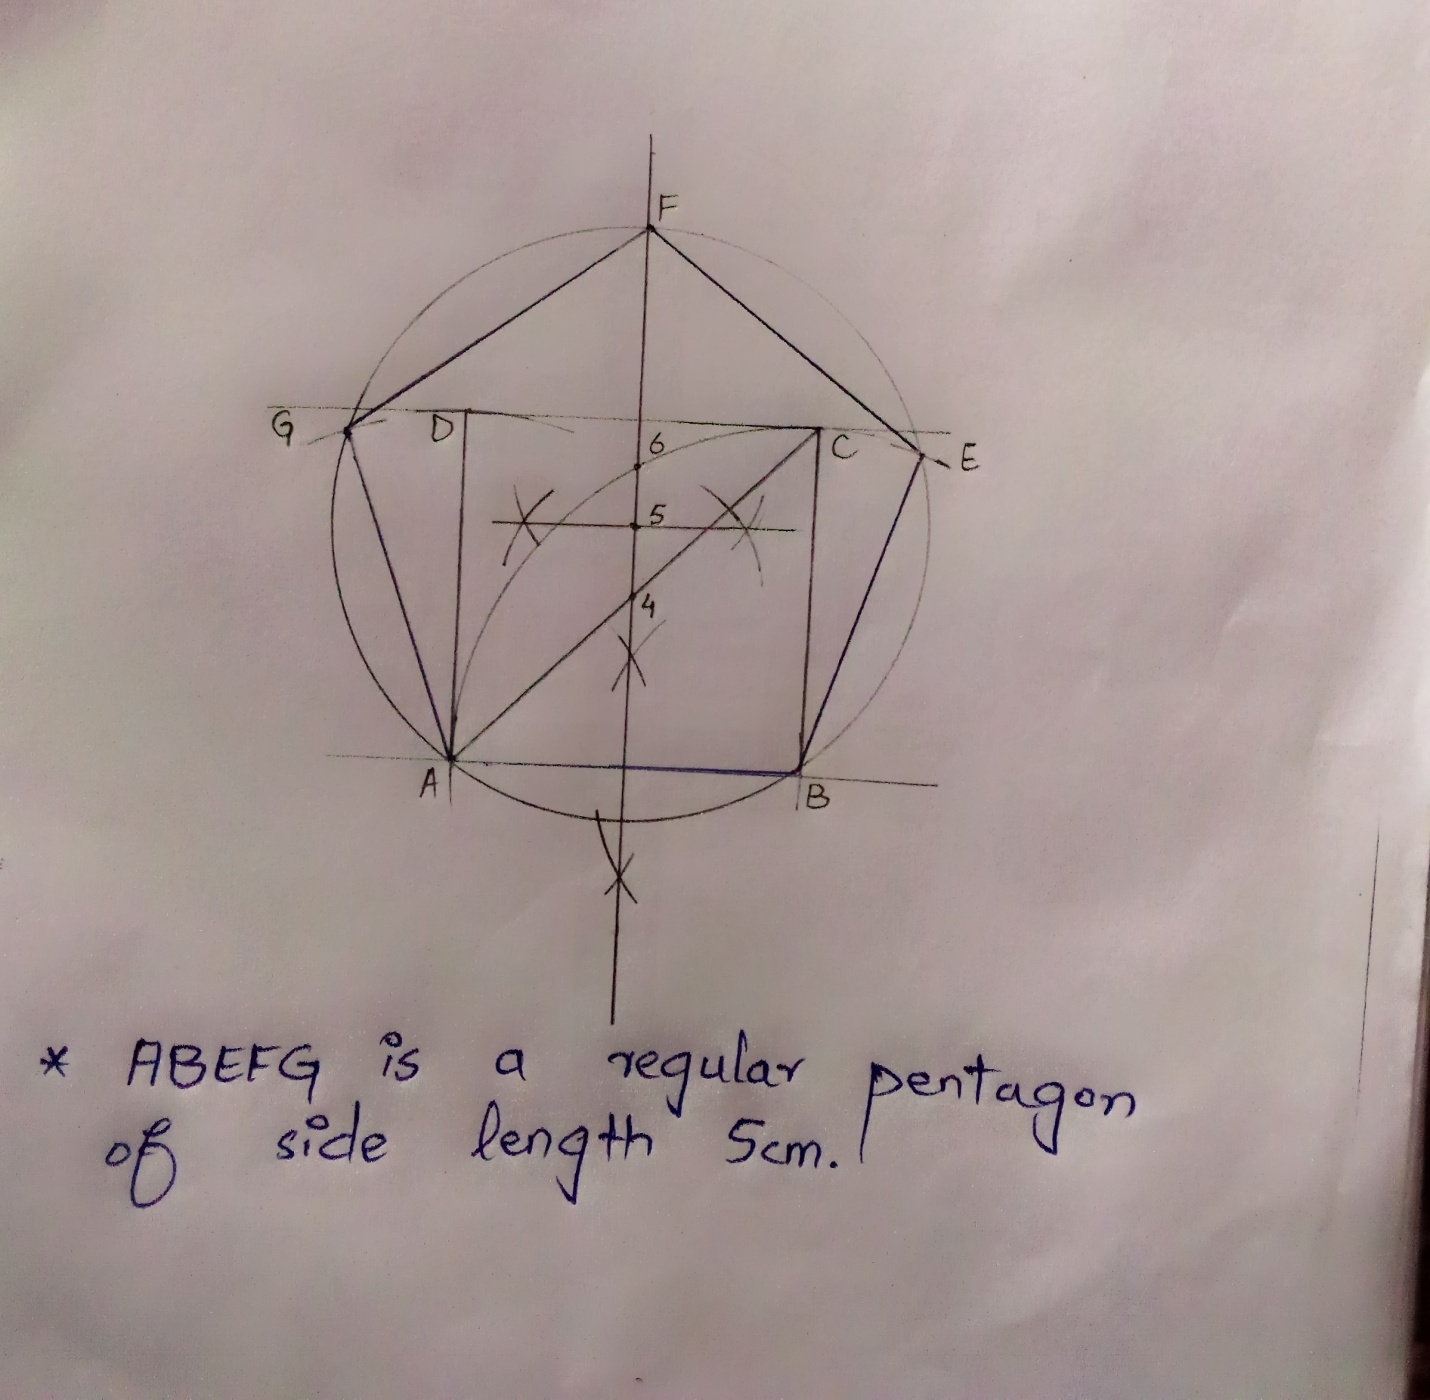 F
G D 6 C E
5
4
A B
* ABEFG is a regular pentagon
of side length 5cm.